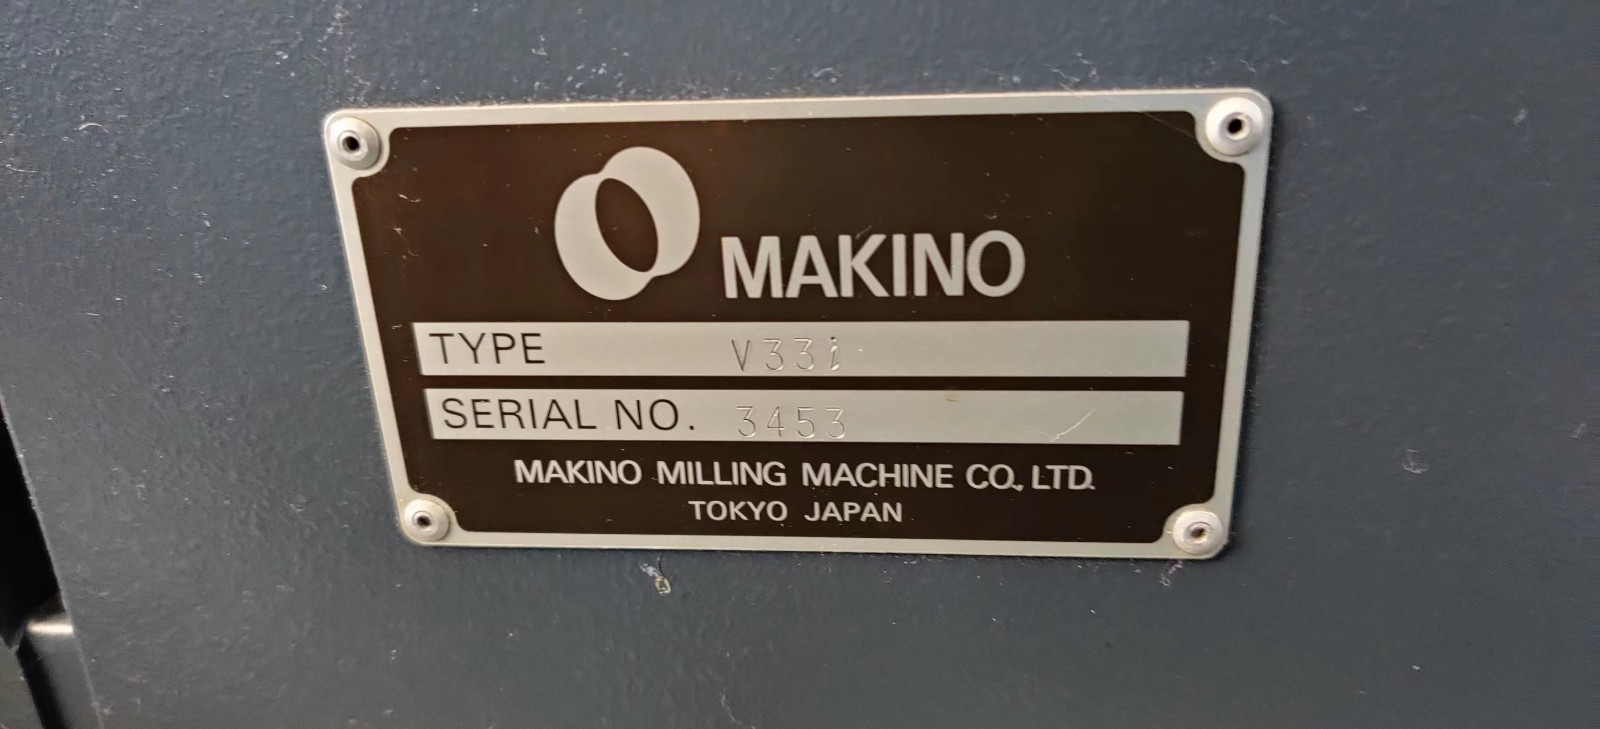 MAKINO
TYPE V33i
SERIAL NO. 3453
MAKINO MILLING MACHINE CO., LTD.
TOKYO JAPAN